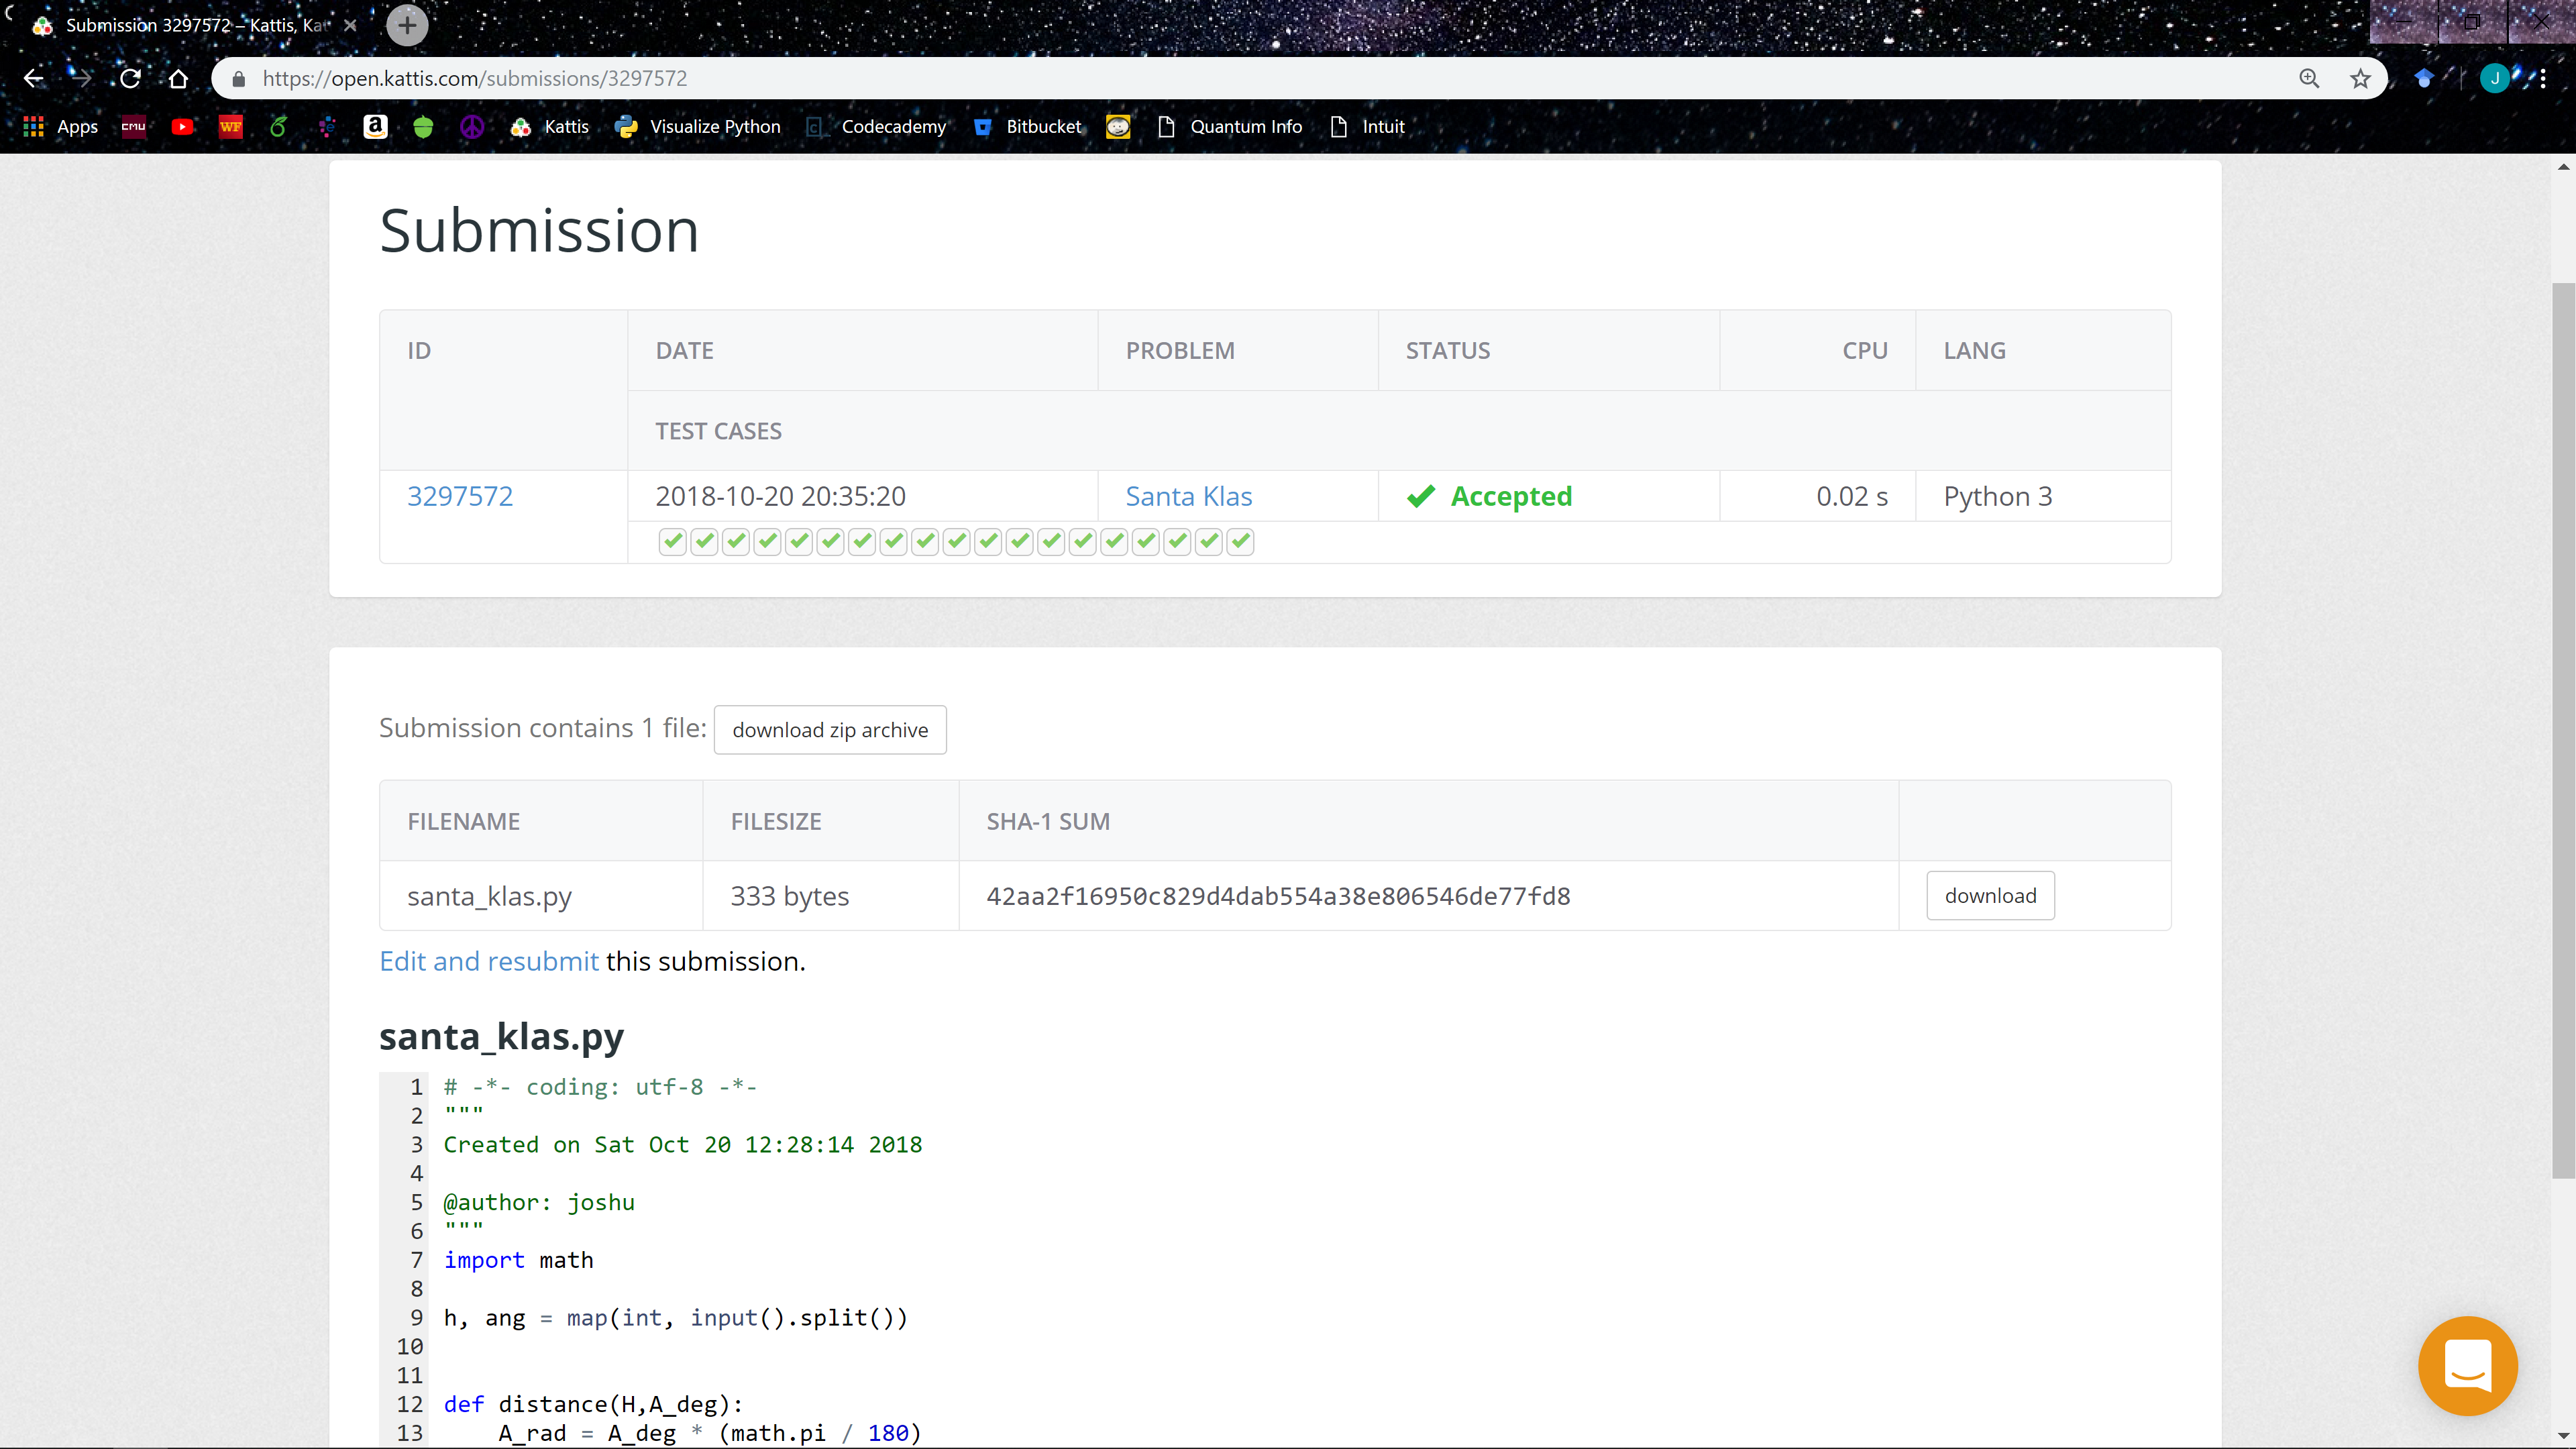 Submission 3297572 – Kattis, Kat
https://open.kattis.com/submissions/3297572
J
Apps CMU WF a Kattis Visualize Python Codecademy Bitbucket Quantum Info Intuit
Submission
ID DATE PROBLEM STATUS CPU LANG
TEST CASES
3297572 2018-10-20 20:35:20 Santa Klas Accepted 0.02 s Python 3
Submission contains 1 file: download zip archive
FILENAME FILESIZE SHA-1 SUM
santa_klas.py 333 bytes 42aa2f16950c829d4dab554a38e806546de77fd8 download
Edit and resubmit this submission.
santa_klas.py
1 # -*- coding: utf-8 -*-
2 """
3 Created on Sat Oct 20 12:28:14 2018
4
5 @author: joshu
6 """
7 import math
8
9 h, ang = map(int, input().split())
10
11
12 def distance(H,A_deg):
13 A_rad = A_deg * (math.pi / 180)